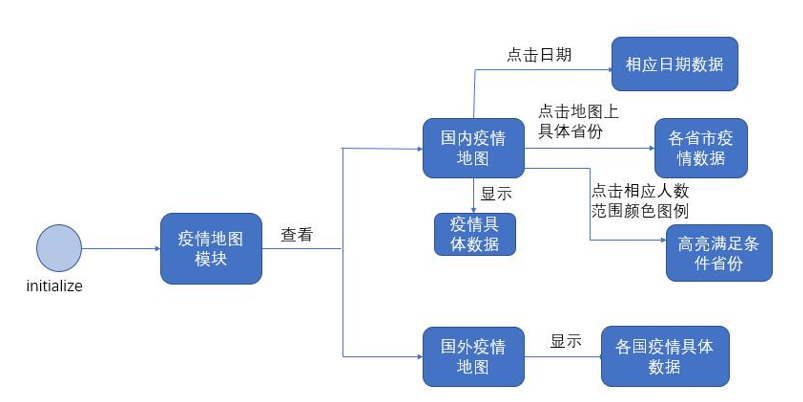 点击日期
相应日期数据
点击地图上
具体省份
国内疫情
地图
各省市疫
情数据
显示
点击相应人数
范围颜色图例
疫情具
体数据
高亮满足条
件省份
查看
疫情地图
模块
initialize
国外疫情
地图
显示
各国疫情具体
数据